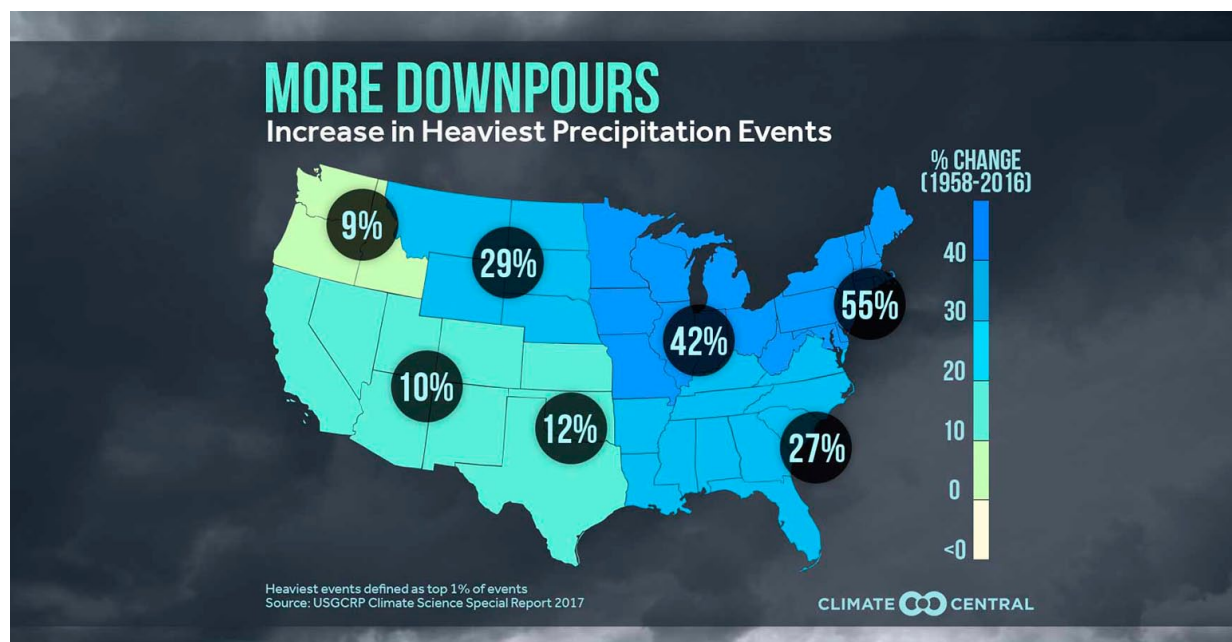 MORE DOWNPOURS
Increase in Heaviest Precipitation Events
% CHANGE
(1958-2016)
9%
29%
42%
55%
10%
12%
27%
40
30
20
10
0
<0
Heaviest events defined as top 1% of events
Source: USGCRP Climate Science Special Report 2017
CLIMATE CENTRAL